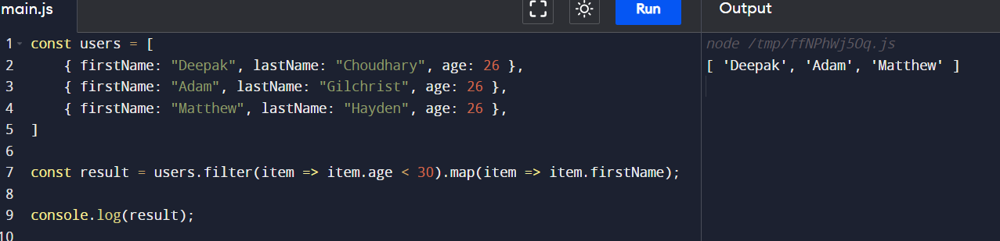 main.js Run Output
1 const users = [
2 { firstName: "Deepak", lastName: "Choudhary", age: 26 },
3 { firstName: "Adam", lastName: "Gilchrist", age: 26 },
4 { firstName: "Matthew", lastName: "Hayden", age: 26 },
5 ]
6
7 const result = users.filter(item => item.age < 30).map(item => item.firstName);
8
9 console.log(result);
10
node /tmp/ffNPhWj5Oq.js
[ 'Deepak', 'Adam', 'Matthew' ]